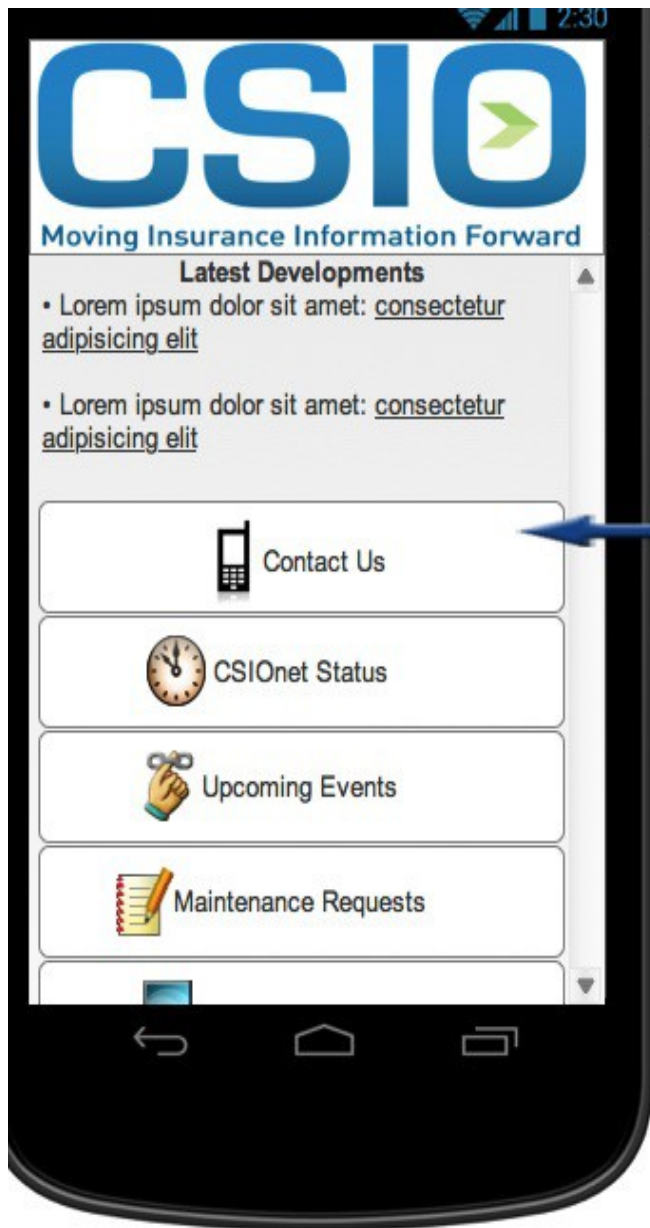 2:30
CSIO
Moving Insurance Information Forward
Latest Developments
• Lorem ipsum dolor sit amet: consectetur
adipisicing elit
• Lorem ipsum dolor sit amet: consectetur
adipisicing elit
Contact Us
CSIOnet Status
Upcoming Events
Maintenance Requests